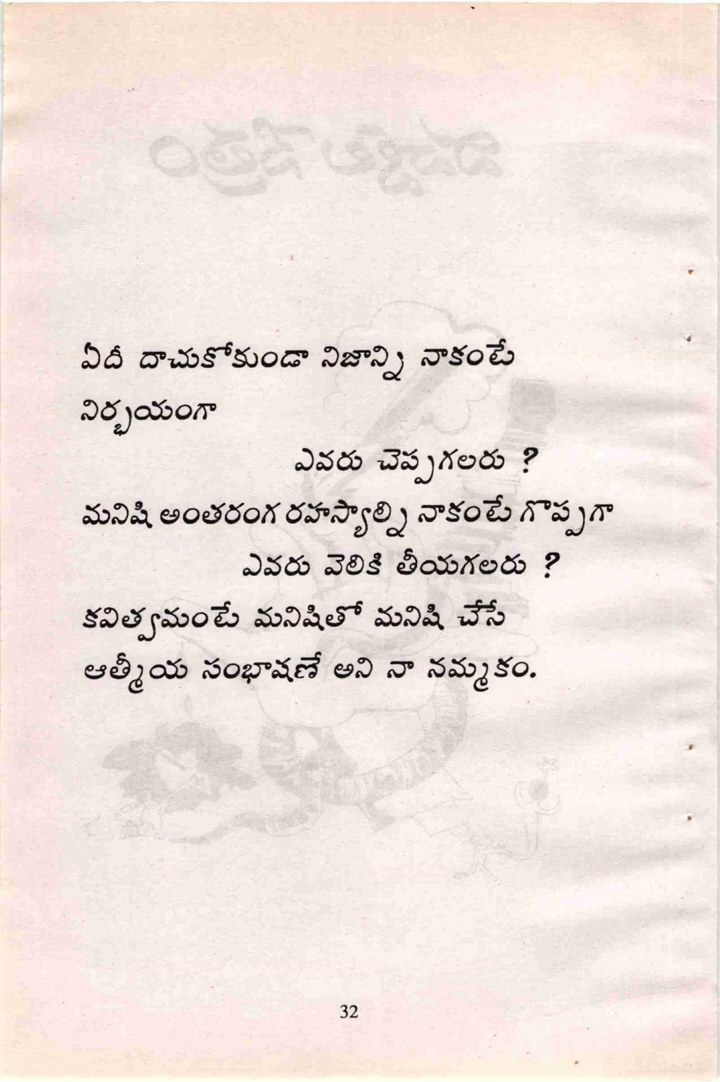 ఏదీ దాచుకోకుండా నిజాన్ని నాకంటే
నిర్భయంగా
ఎవరు చెప్పగలరు ?
మనిషి అంతరంగ రహస్యాల్ని నాకంటే గొప్పగా
ఎవరు వెలికి తీయగలరు ?
కవిత్వమంటే మనిషితో మనిషి చేసే
ఆత్మీయ సంభాషణే అని నా నమ్మకం.
32